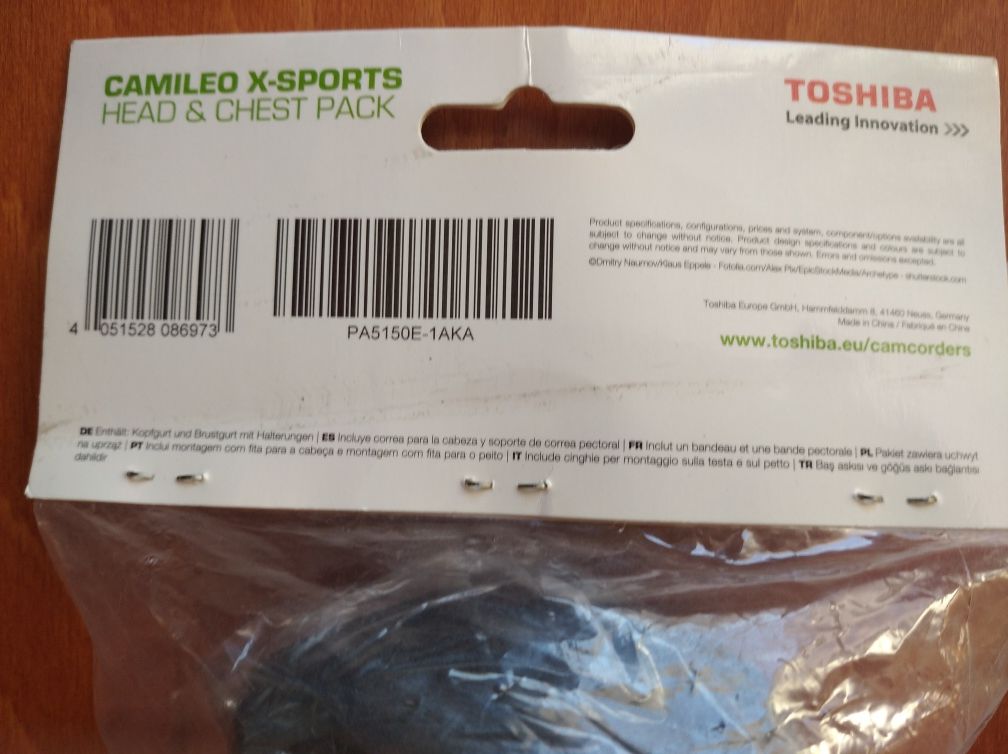 CAMILEO X-SPORTS
HEAD & CHEST PACK
TOSHIBA
Leading Innovation >>>
4 051528 086973
PA5150E-1AKA
Product specifications, configurations, prices and system, component/options availability are all
subject to change without notice. Product design specifications and colours are subject to
change without notice and may vary from those shown. Errors and omissions excepted.
©Dmitry Naumov/Klaus Eppele - Fotolia.com/Alex Pix/EpicStockMedia/Archetype - shutterstock.com
Toshiba Europe GmbH, Hammfelddamm 8, 41460 Neuss, Germany
Made in China / Fabriqué en Chine
www.toshiba.eu/camcorders
DE Enthält: Kopfgurt und Brustgurt mit Halterungen | ES Incluye correa para la cabeza y soporte de correa pectoral | FR Inclut un bandeau et une bande pectorale | PL Pakiet zawiera uchwyt
na uprząż | PT Inclui montagem com fita para a cabeça e montagem com fita para o peito | IT Include cinghie per montaggio sulla testa e sul petto | TR Baş askısı ve göğüs askı bağlantısı
dahildir